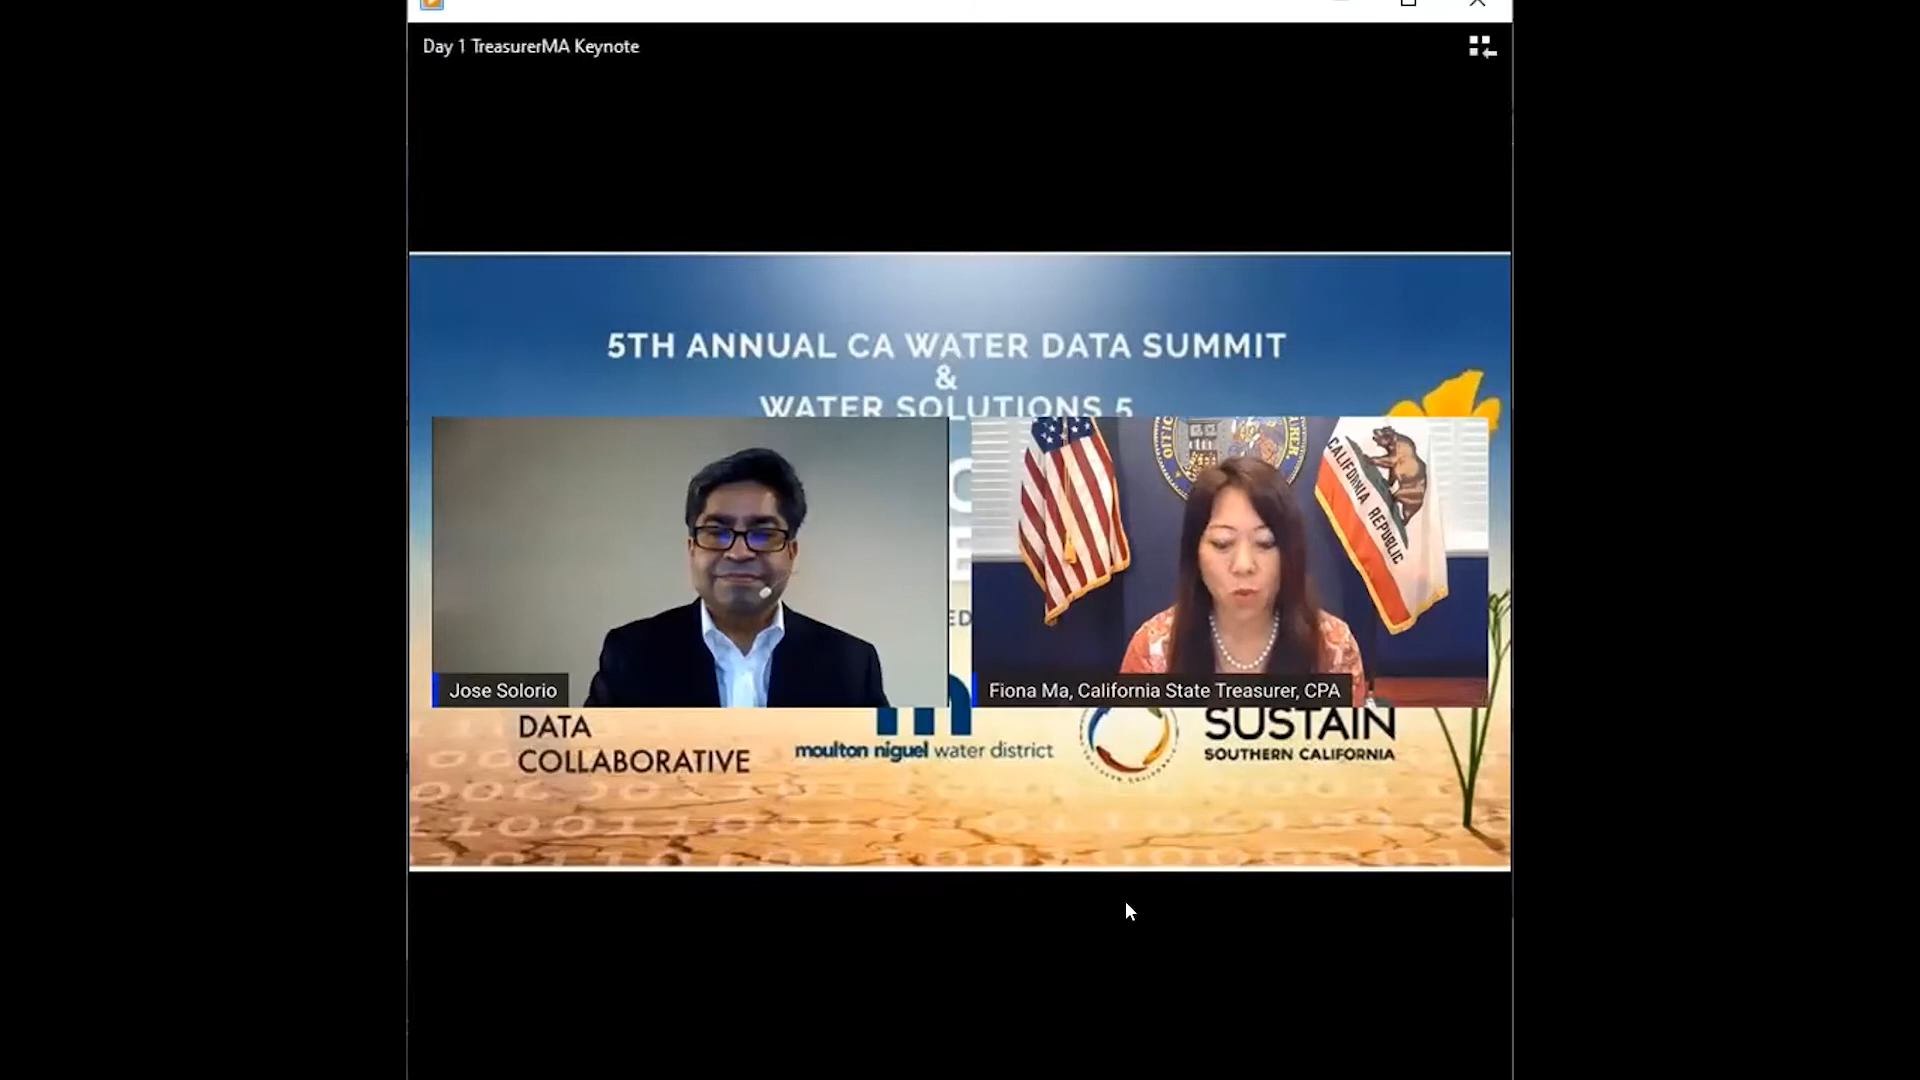 Day 1 TreasurerMA Keynote
5TH ANNUAL CA WATER DATA SUMMIT
&
WATER SOLUTIONS 5
CALIFORNIA REPUBLIC
Jose Solorio
Fiona Ma, California State Treasurer, CPA
DATA
COLLABORATIVE
moulton niguel water district
SUSTAIN
SOUTHERN CALIFORNIA